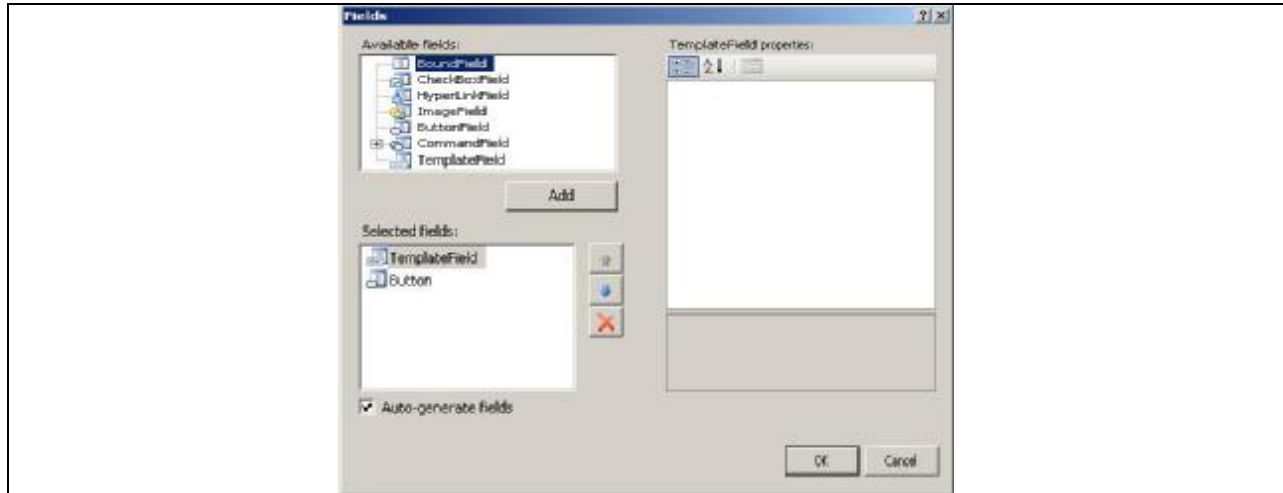 Fields
Available fields:
BoundField
CheckBoxField
HyperLinkField
ImageField
ButtonField
CommandField
TemplateField
Add
Selected fields:
TemplateField
Button
Auto-generate fields
TemplateField properties:
OK
Cancel